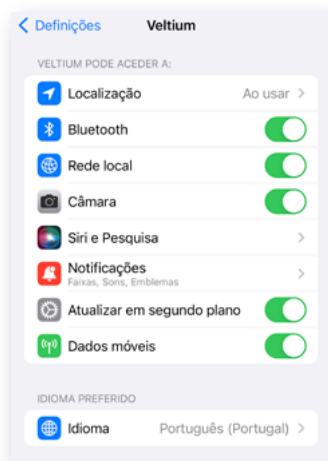 Definições Veltium
VELTIUM PODE ACEDER A:
Localização Ao usar
Bluetooth
Rede local
Câmara
Siri e Pesquisa
Notificações
Faixas, Sons, Emblemas
Atualizar em segundo plano
Dados móveis
IDIOMA PREFERIDO
Idioma Português (Portugal)